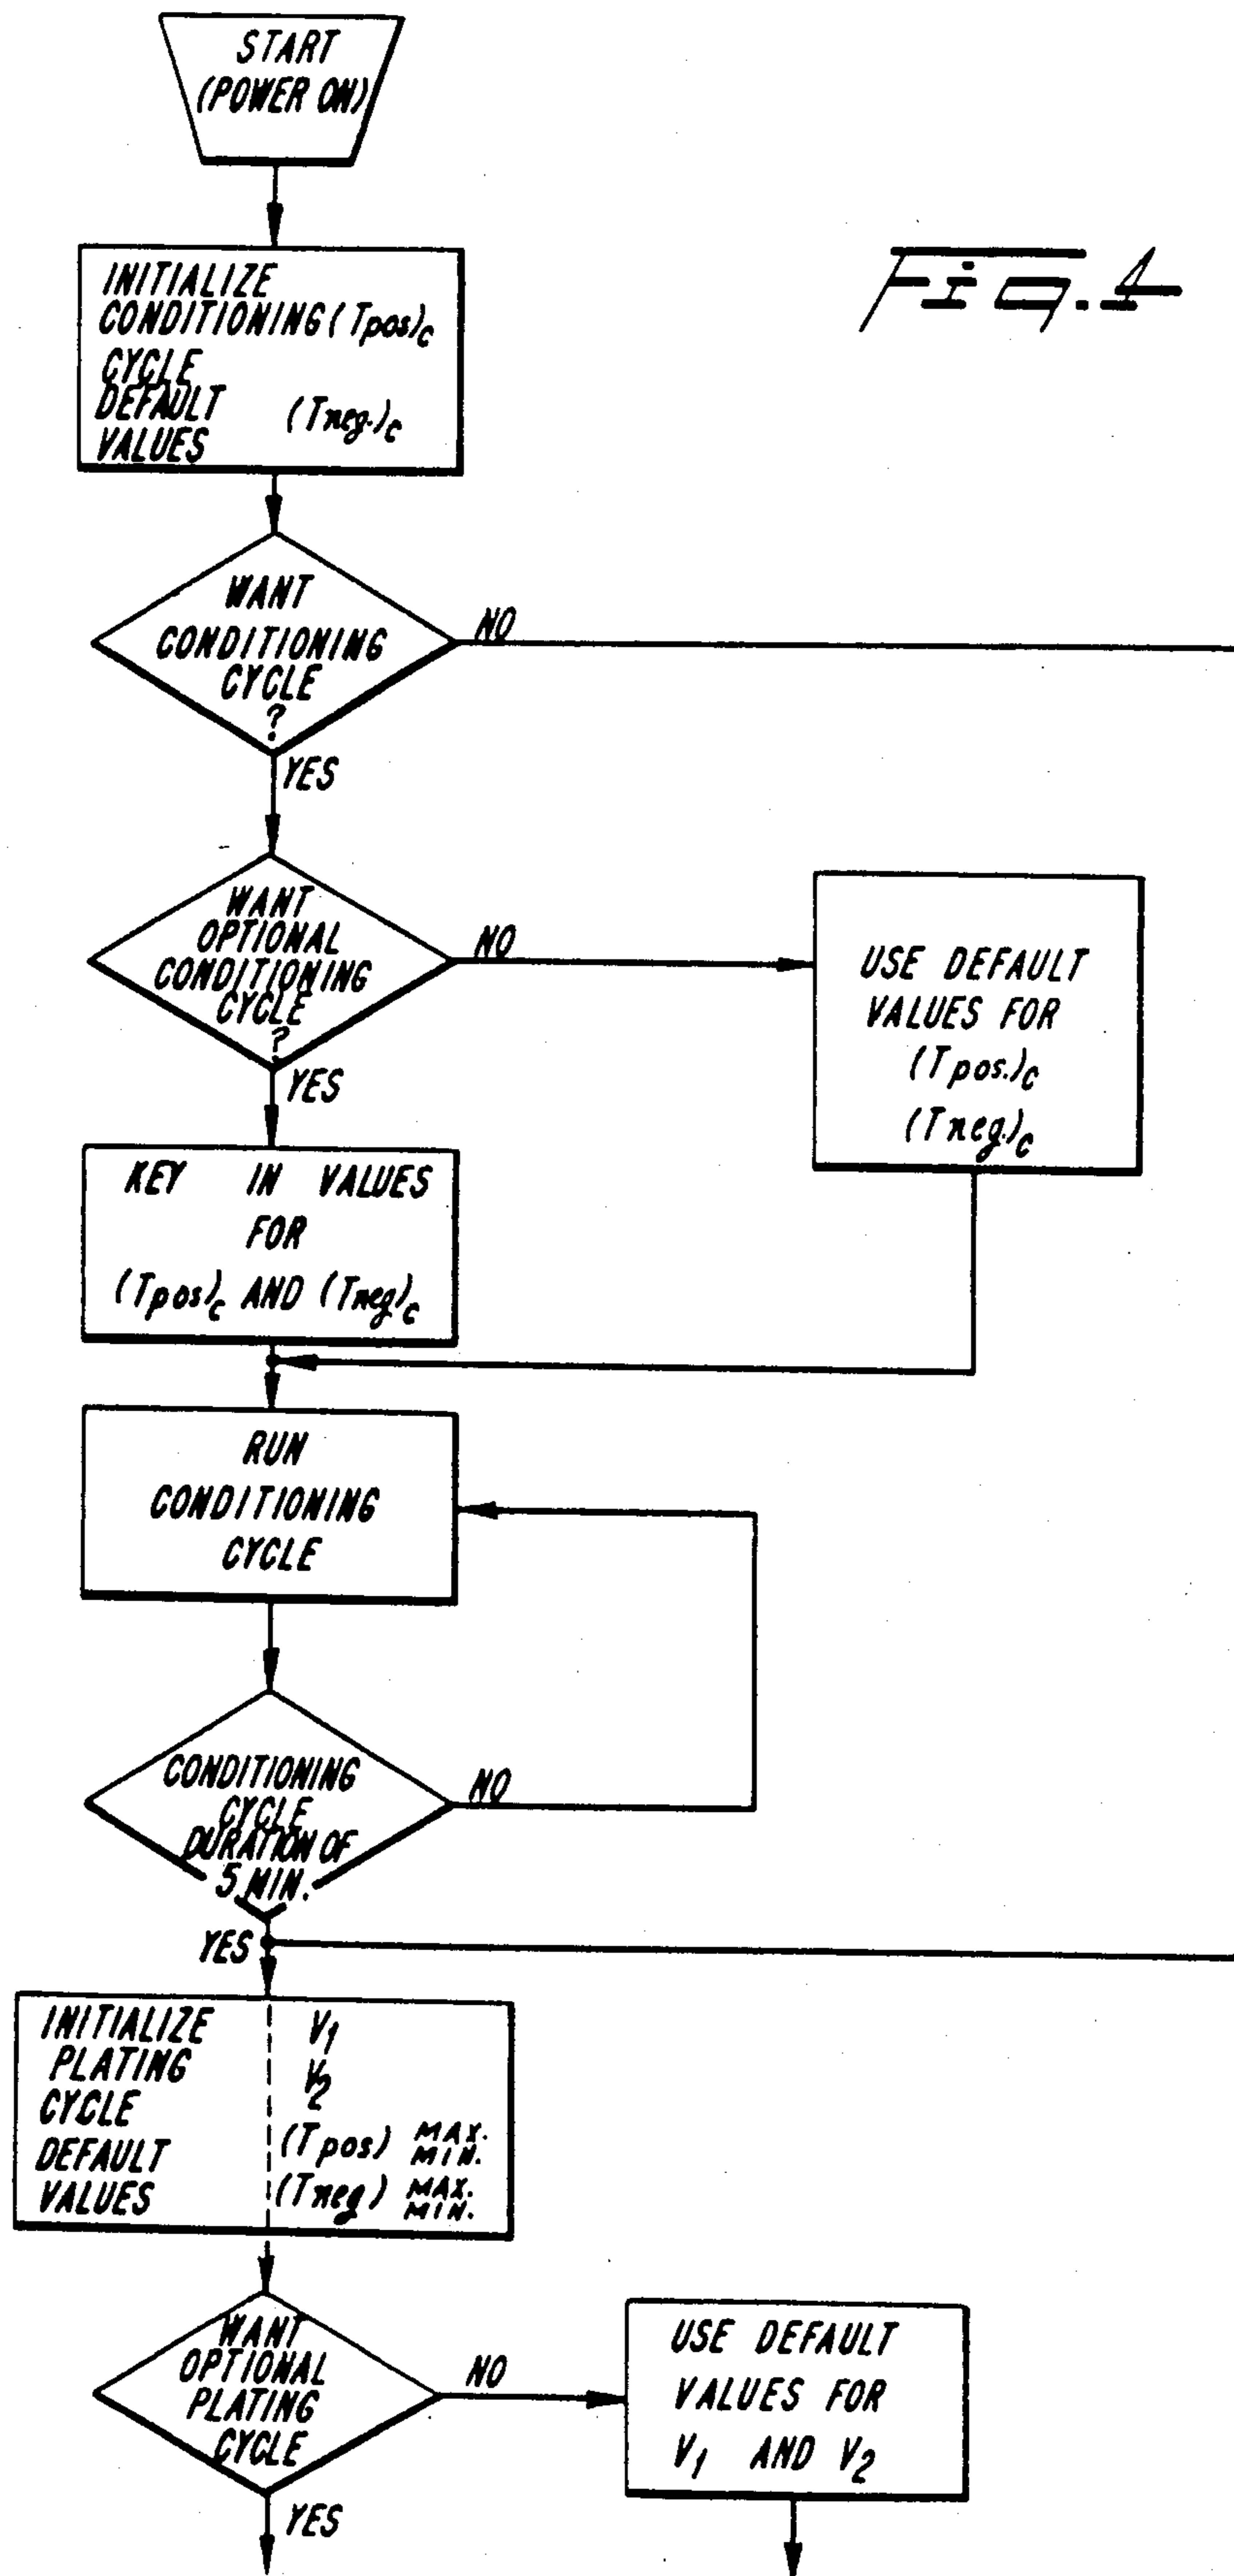 START
(POWER ON)
Fig. 4
INITIALIZE
CONDITIONING (Tpos)c
CYCLE
DEFAULT (Tneg.)c
VALUES
WANT
CONDITIONING
CYCLE
?
NO
YES
WANT
OPTIONAL
CONDITIONING
CYCLE
?
NO
YES
USE DEFAULT
VALUES FOR
(Tpos.)c
(Tneg.)c
KEY IN VALUES
FOR
(Tpos)c AND (Tneg)c
RUN
CONDITIONING
CYCLE
CONDITIONING
CYCLE
DURATION OF
5 MIN.
NO
YES
INITIALIZE V1
PLATING V2
CYCLE
DEFAULT (Tpos) MAX. MIN.
VALUES (Tneg) MAX. MIN.
WANT
OPTIONAL
PLATING
CYCLE
NO
YES
USE DEFAULT
VALUES FOR
V1 AND V2